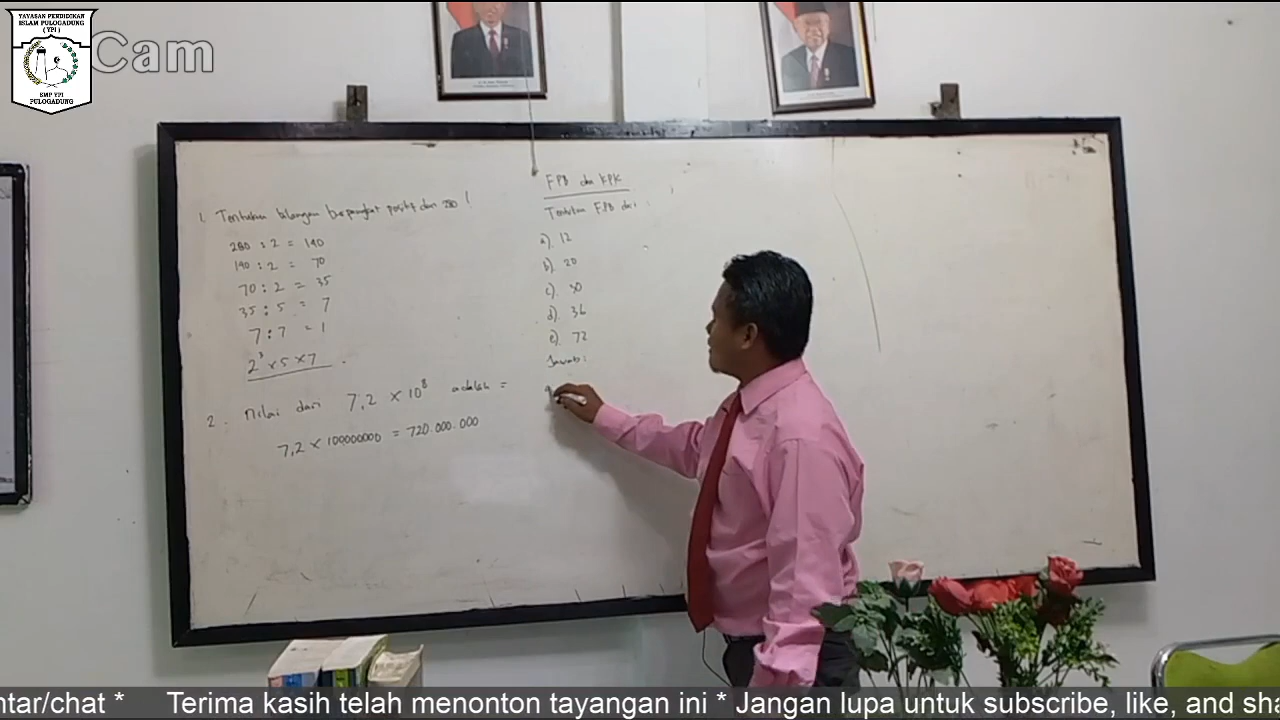 YAYASAN PENDIDIKAN
ISLAM PULOGADUNG
( YPI )
SMP YPI
PULOGADUNG
Cam
1. Tentukan bilangan berpangkat positif dari 280 !
280 : 2 = 140
140 : 2 = 70
70 : 2 = 35
35 : 5 = 7
7 : 7 = 1
2³ x 5 x 7
2. Nilai dari 7,2 x 10⁸ adalah =
7,2 x 100000000 = 720.000.000
FPB dan KPK
Tentukan FPB dari :
a). 12
b). 20
c). 30
d). 36
e). 72
Jawab :
ntar/chat * Terima kasih telah menonton tayangan ini * Jangan lupa untuk subscribe, like, and sha